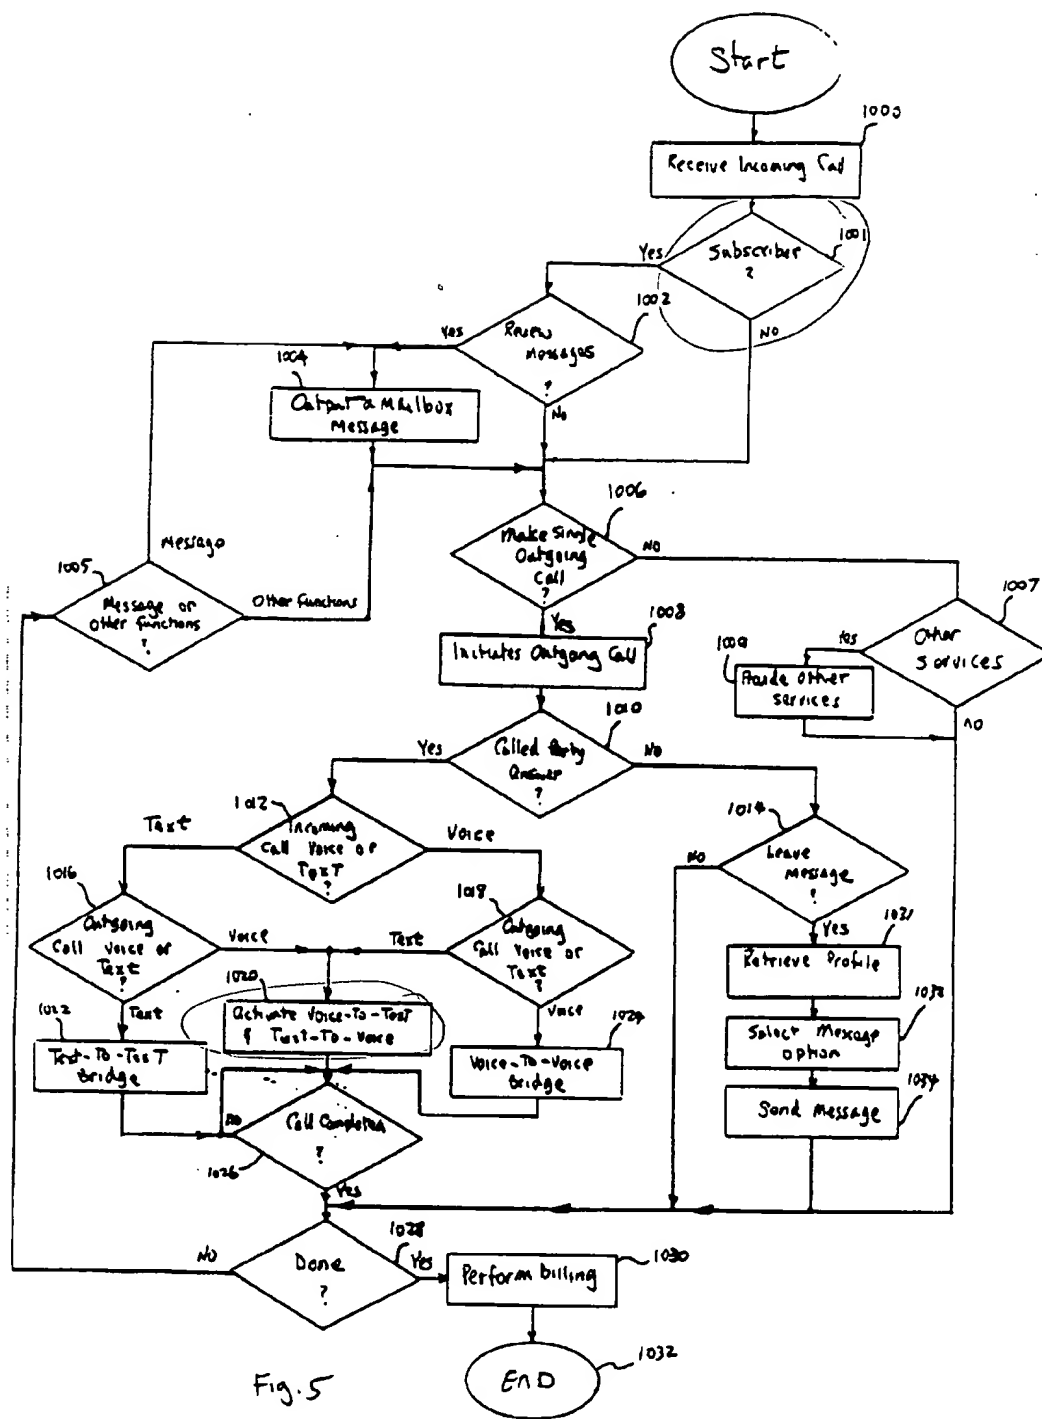 Start
1000
Receive Incoming Call
1001
Subscriber
?
Yes
NO
1002
Review
Messages
?
Yes
No
1004
Output a Mailbox
Message
1006
Make Single
Outgoing
Call
?
NO
Yes
Message
1005
Message or
Other functions
?
Other Functions
1007
Other
Services
Yes
NO
1008
Initiates Outgoing Call
1009
Provide other
services
1010
Called Party
Answer
?
Yes
NO
1012
Incoming
Call Voice or
Text
?
Text
Voice
1014
Leave
Message
?
NO
Yes
1016
Outgoing
Call Voice or
Text
?
Voice
Text
1018
Outgoing
Call Voice or
Text
?
Text
Voice
1021
Retrieve Profile
1020
Activate Voice-To-Text
& Text-To-Voice
1022
Text-To-Text
Bridge
1024
Voice-To-Voice
Bridge
1032
Select Message
option
1034
Send Message
NO
Call Completed
?
1026
Yes
NO
Done
?
1028
Yes
1030
Perform billing
1032
END
Fig. 5